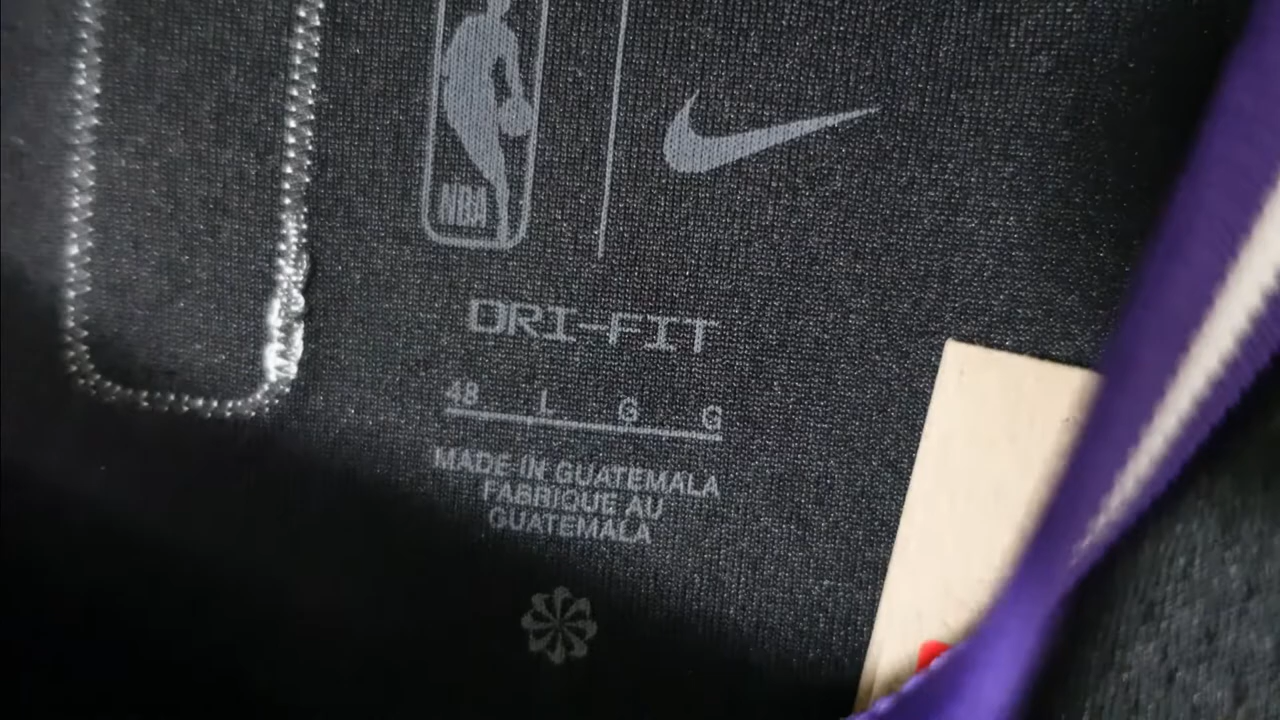 NBA
DRI-FIT
48 L G G
MADE IN GUATEMALA
FABRIQUE AU
GUATEMALA